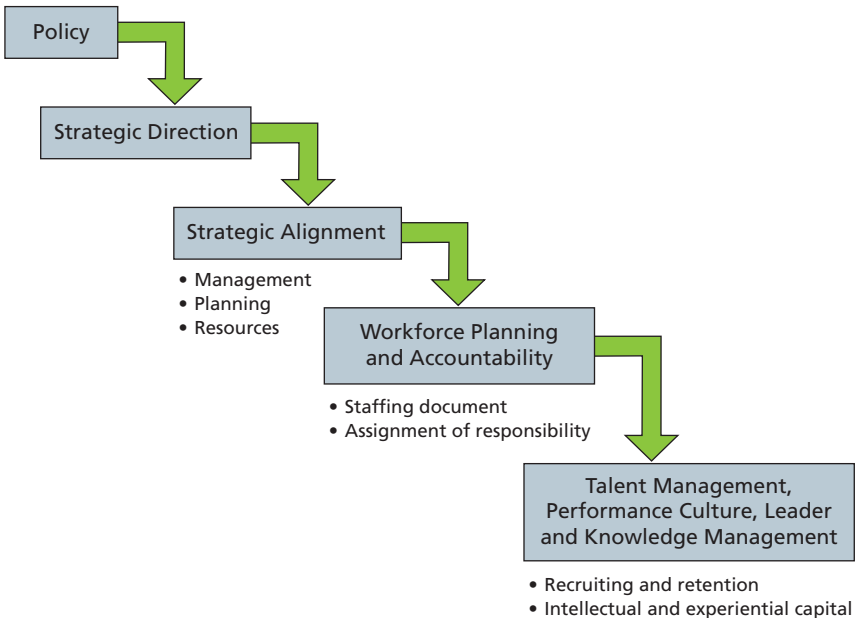 Policy
Strategic Direction
Strategic Alignment
• Management
• Planning
• Resources
Workforce Planning
and Accountability
• Staffing document
• Assignment of responsibility
Talent Management,
Performance Culture, Leader
and Knowledge Management
• Recruiting and retention
• Intellectual and experiential capital